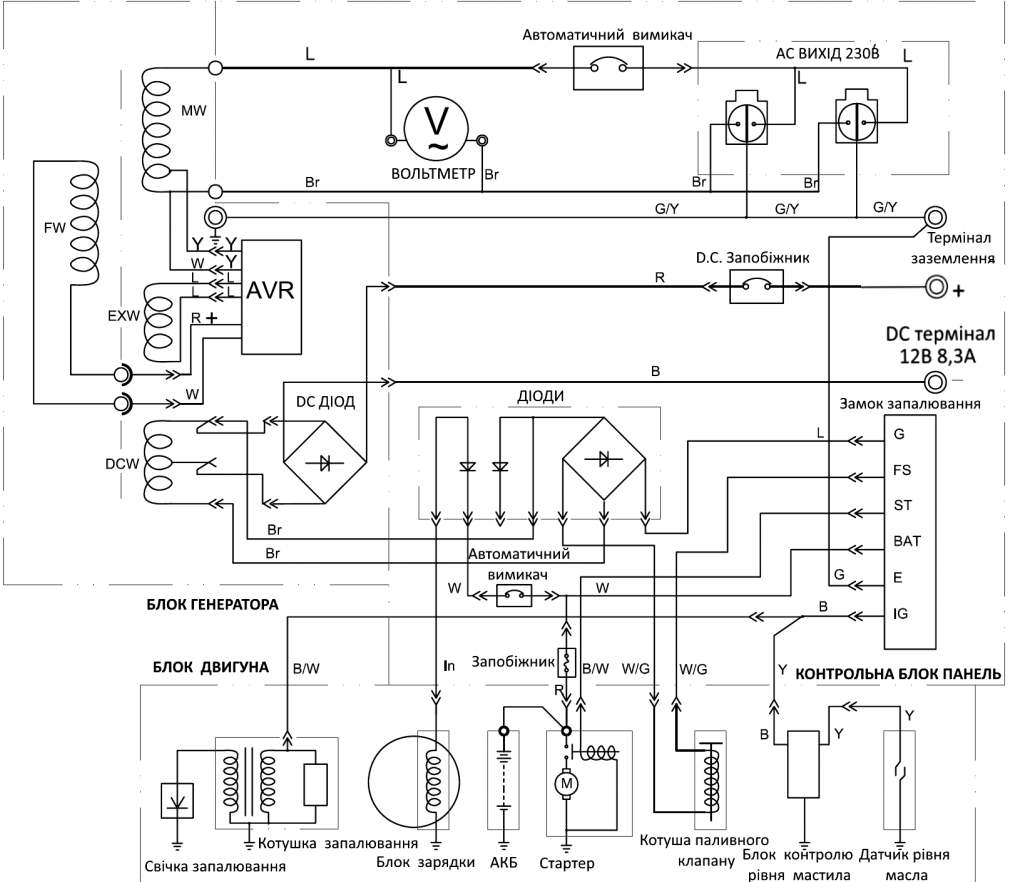 Автоматичний вимикач
L
АС ВИХІД 230В
L
L
L
MW
V
~
ВОЛЬТМЕТР
Br
Br
Br
Br
FW
G/Y
G/Y
G/Y
Термінал
заземлення
Y
Y
W
Y
L
L
AVR
EXW
R +
W
D.C. Запобіжник
R
+
DC термінал
12В 8,3А
B
−
DC ДІОД
ДІОДИ
Замок запалювання
DCW
L
G
FS
ST
BAT
G
E
B
IG
Br
Br
Автоматичний
вимикач
W
W
БЛОК ГЕНЕРАТОРА
БЛОК ДВИГУНА
B/W
In
Запобіжник
R
B/W
W/G
W/G
Y
КОНТРОЛЬНА БЛОК ПАНЕЛЬ
B
Y
Y
M
Свічка запалювання
Котушка запалювання
Блок зарядки
АКБ
Стартер
Котуша паливного
клапану
Блок контролю
рівня мастила
Датчик рівня
масла